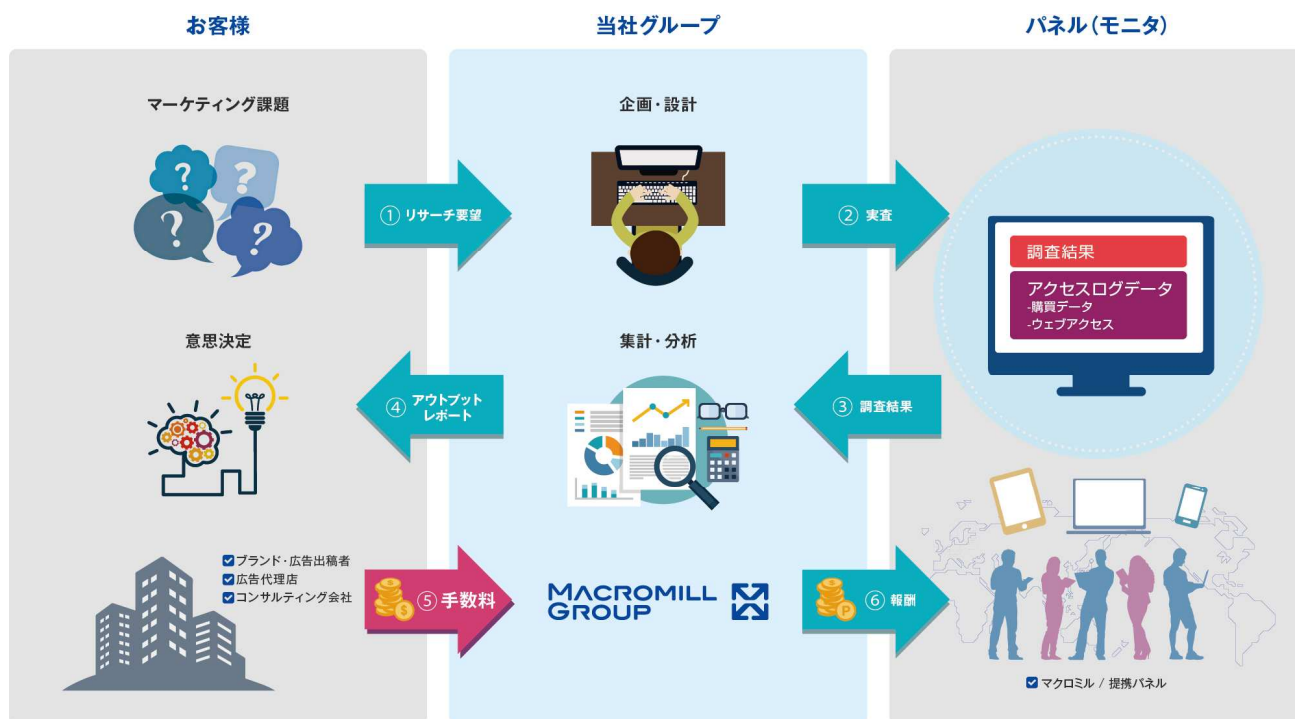 お客様
当社グループ
パネル(モニタ)
マーケティング課題
?
?
?
?
① リサーチ要望
企画・設計
② 実査
調査結果
アクセスログデータ
-購買データ
-ウェブアクセス
意思決定
④ アウトプット
レポート
集計・分析
③ 調査結果
ブランド・広告出稿者
広告代理店
コンサルティング会社
$
⑤ 手数料
MACROMILL
GROUP
P
⑥ 報酬
マクロミル / 提携パネル